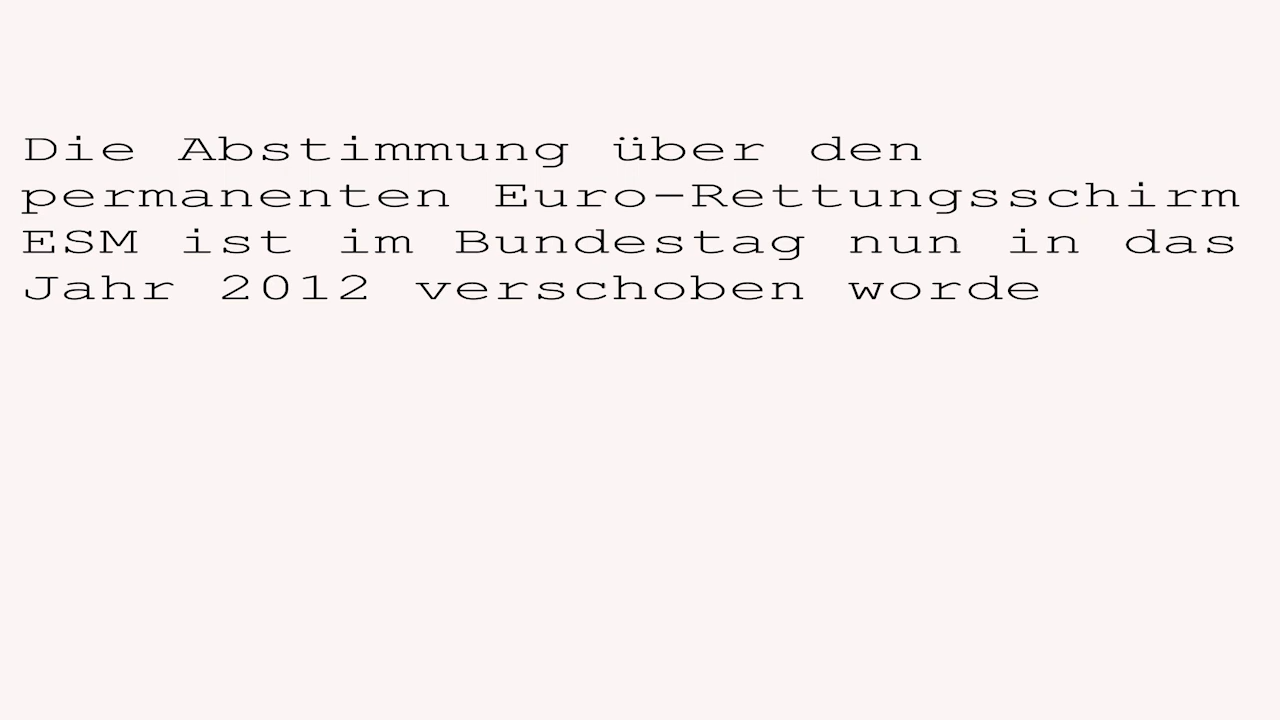 Die Abstimmung über den
permanenten Euro-Rettungsschirm
ESM ist im Bundestag nun in das
Jahr 2012 verschoben worde